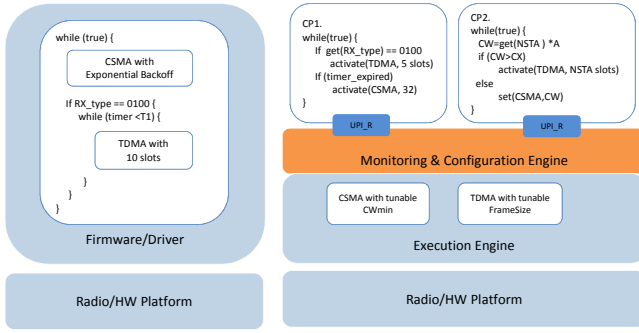 while (true) {
CSMA with
Exponential Backoff
If RX_type == 0100 {
while (timer <T1) {
TDMA with
10 slots
}
}
}
Firmware/Driver
Radio/HW Platform
CP1.
while(true) {
If get(RX_type) == 0100
activate(TDMA, 5 slots)
If (timer_expired)
activate(CSMA, 32)
}
UPI_R
CP2.
while(true) {
CW=get(NSTA ) *A
if (CW>CX)
activate(TDMA, NSTA slots)
else
set(CSMA,CW)
}
UPI_R
Monitoring & Configuration Engine
CSMA with tunable
CWmin
TDMA with tunable
FrameSize
Execution Engine
Radio/HW Platform